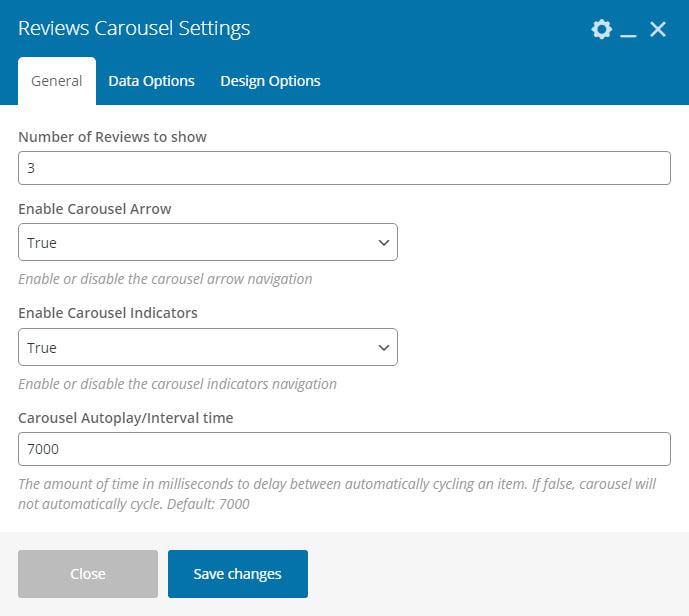 Reviews Carousel Settings
General Data Options Design Options
Number of Reviews to show
3
Enable Carousel Arrow
True
Enable or disable the carousel arrow navigation
Enable Carousel Indicators
True
Enable or disable the carousel indicators navigation
Carousel Autoplay/Interval time
7000
The amount of time in milliseconds to delay between automatically cycling an item. If false, carousel will
not automatically cycle. Default: 7000
Close Save changes